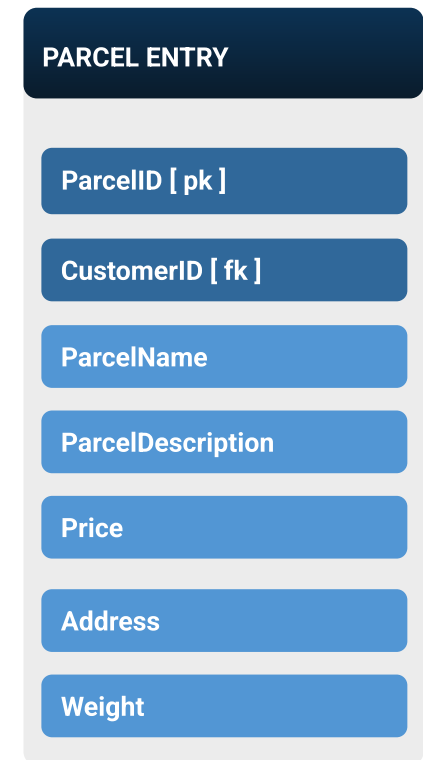 PARCEL ENTRY
ParcelID [ pk ]
CustomerID [ fk ]
ParcelName
ParcelDescription
Price
Address
Weight